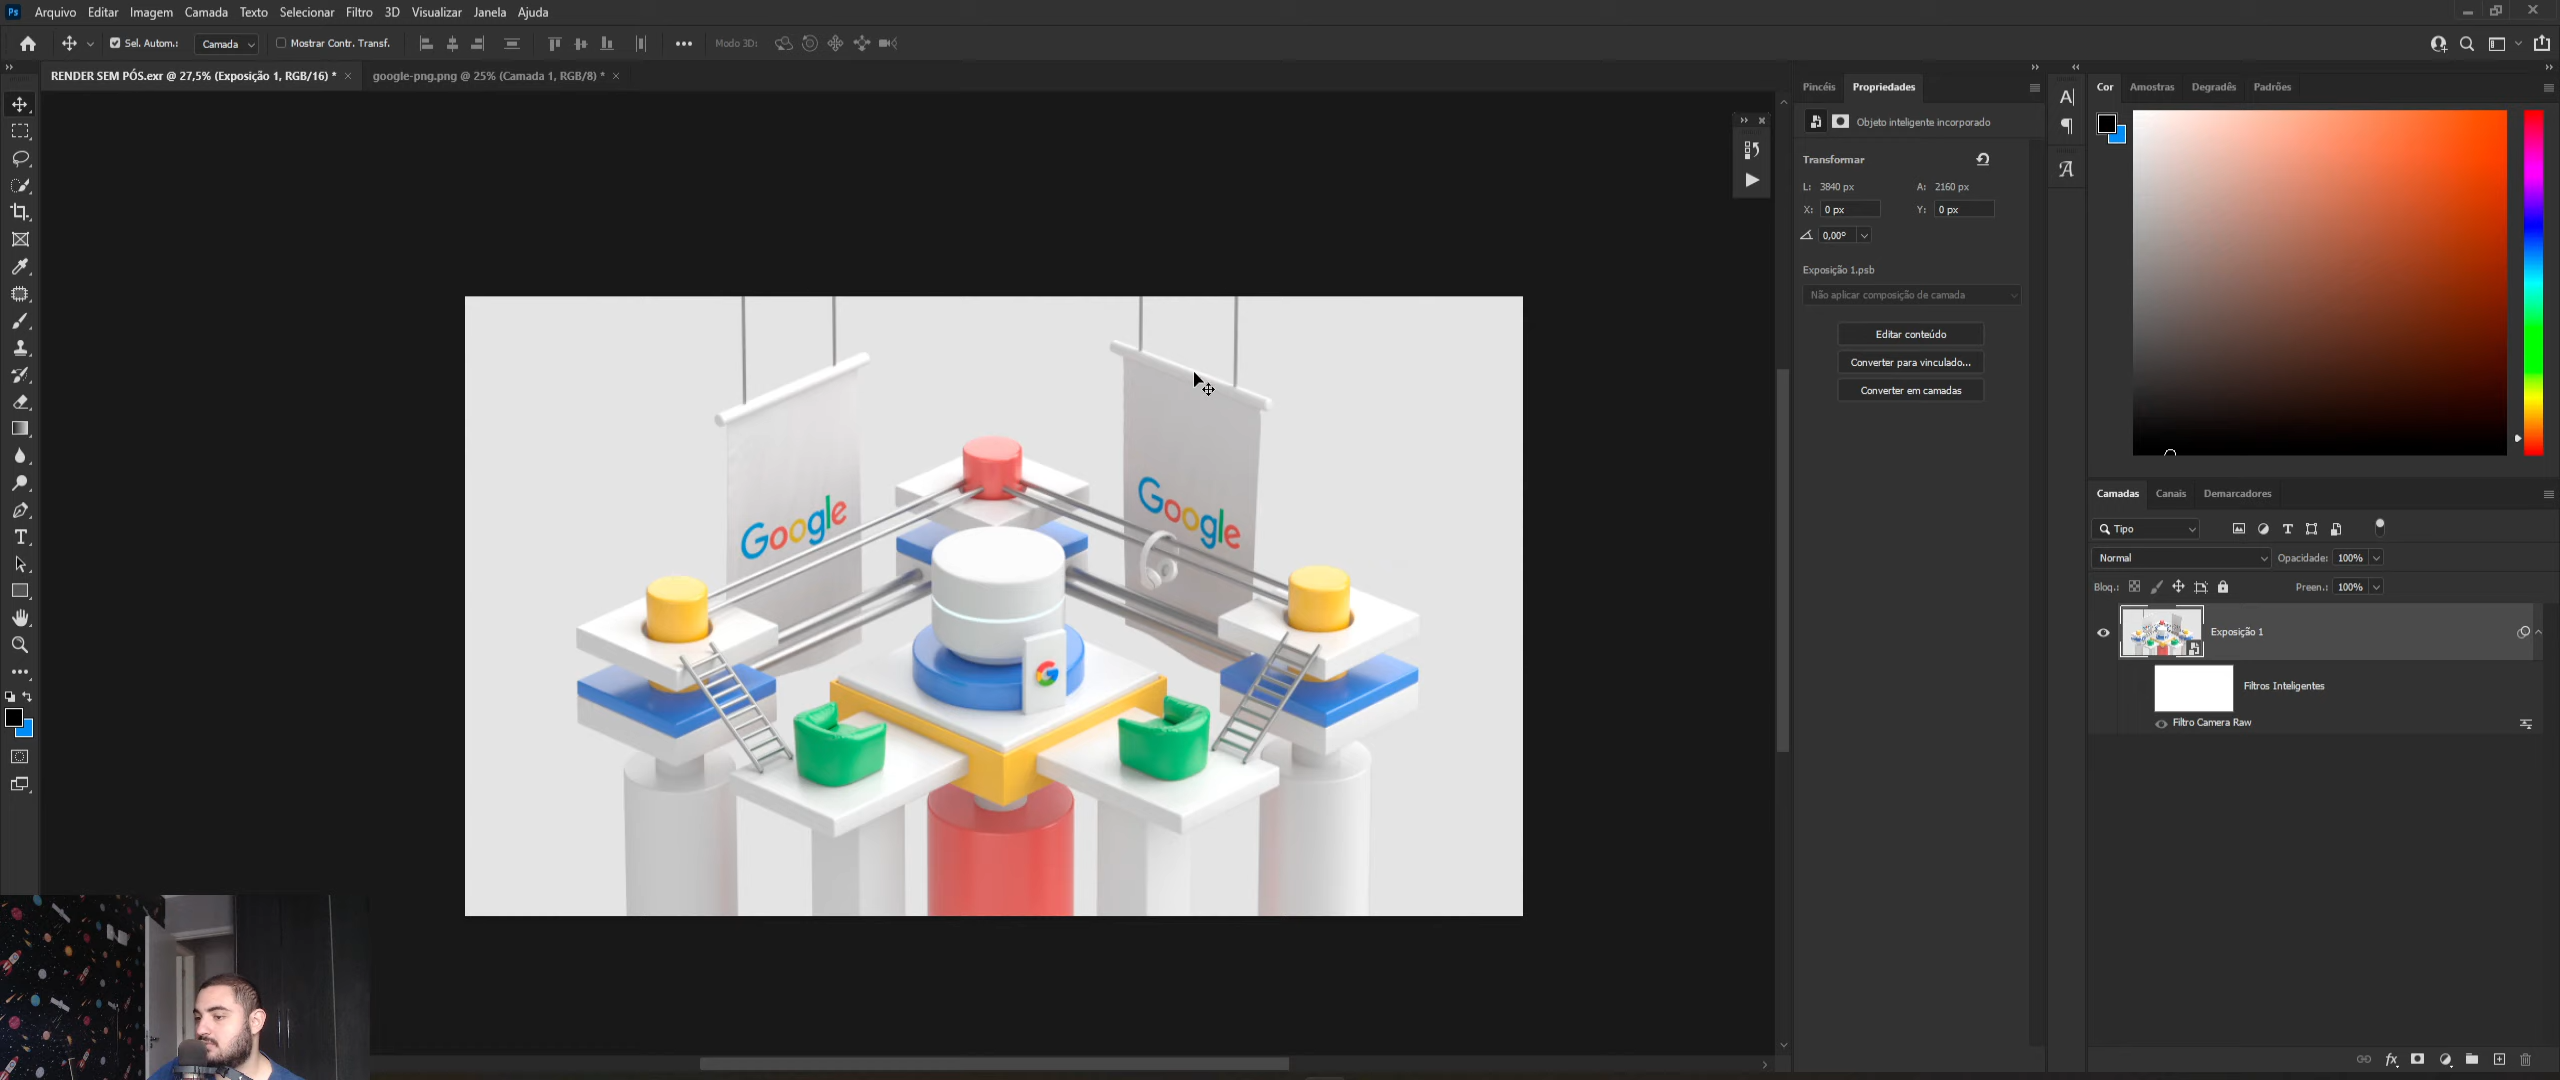 Ps Arquivo Editar Imagem Camada Texto Selecionar Filtro 3D Visualizar Janela Ajuda
Sel. Autom.: Camada Mostrar Contr. Transf. Modo 3D:
RENDER SEM PÓS.exr @ 27,5% (Exposição 1, RGB/16) * google-png.png @ 25% (Camada 1, RGB/8) *
Pincéis Propriedades
Objeto inteligente incorporado
Transformar
L: 3840 px A: 2160 px
X: 0 px Y: 0 px
0,00°
Exposição 1.psb
Não aplicar composição de camada
Editar conteúdo
Converter para vinculado...
Converter em camadas
Cor Amostras Degradês Padrões
Camadas Canais Demarcadores
Tipo
Normal Opacidade: 100%
Bloq.: Preen.: 100%
Exposição 1
Filtros Inteligentes
Filtro Camera Raw
Google
Google
G